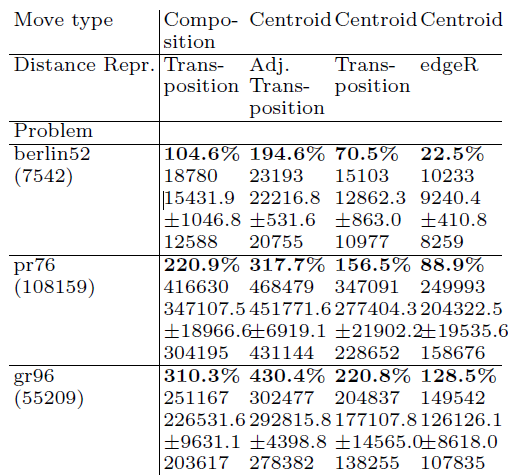 Move type Compo- Centroid Centroid Centroid
sition
Distance Repr. Trans- Adj. Trans- edgeR
position Trans- position
position
Problem
berlin52 104.6% 194.6% 70.5% 22.5%
(7542) 18780 23193 15103 10233
15431.9 22216.8 12862.3 9240.4
±1046.8 ±531.6 ±863.0 ±410.8
12588 20755 10977 8259
pr76 220.9% 317.7% 156.5% 88.9%
(108159) 416630 468479 347091 249993
347107.5 451771.6 277404.3 204322.5
±18966.6 ±6919.1 ±21902.2 ±19535.6
304195 431144 228652 158676
gr96 310.3% 430.4% 220.8% 128.5%
(55209) 251167 302477 204837 149542
226531.6 292815.8 177107.8 126126.1
±9631.1 ±4398.8 ±14565.0 ±8618.0
203617 278382 138255 107835